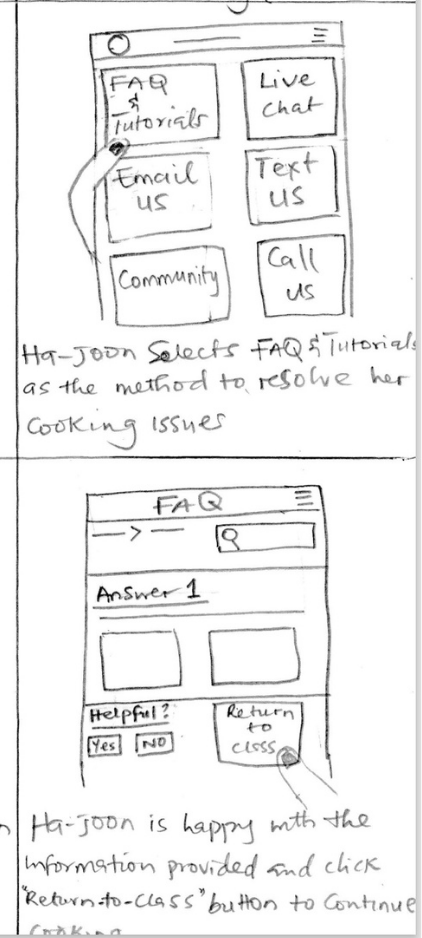 FAQ
&
Tutorials
Live
chat
Email
us
Text
us
Community
Call
us
Ha-Joon Selects FAQ & Tutorials
as the method to resolve her
Cooking Issues
FAQ
Answer 1
Helpful?
Yes
NO
Return
to
class
Ha-Joon is happy with the
information provided and click
"Return-to-Class" button to Continue
Cooking